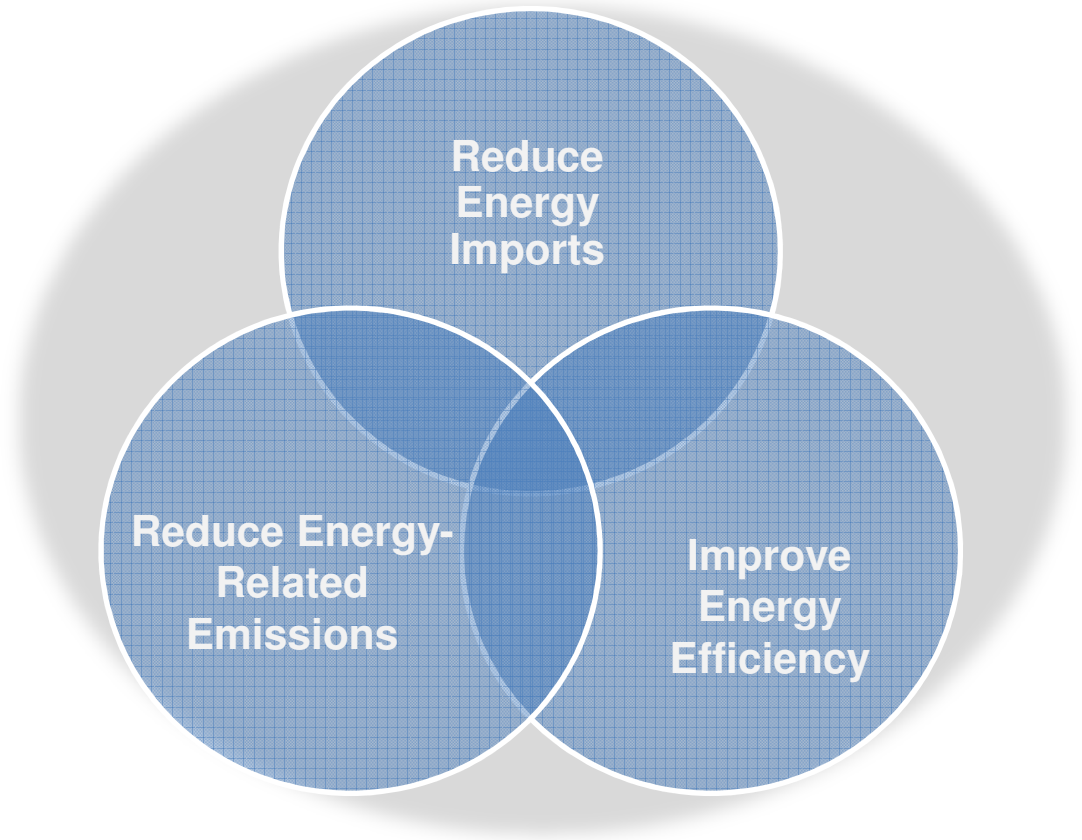 Reduce
Energy
Imports
Reduce Energy-
Related
Emissions
Improve
Energy
Efficiency